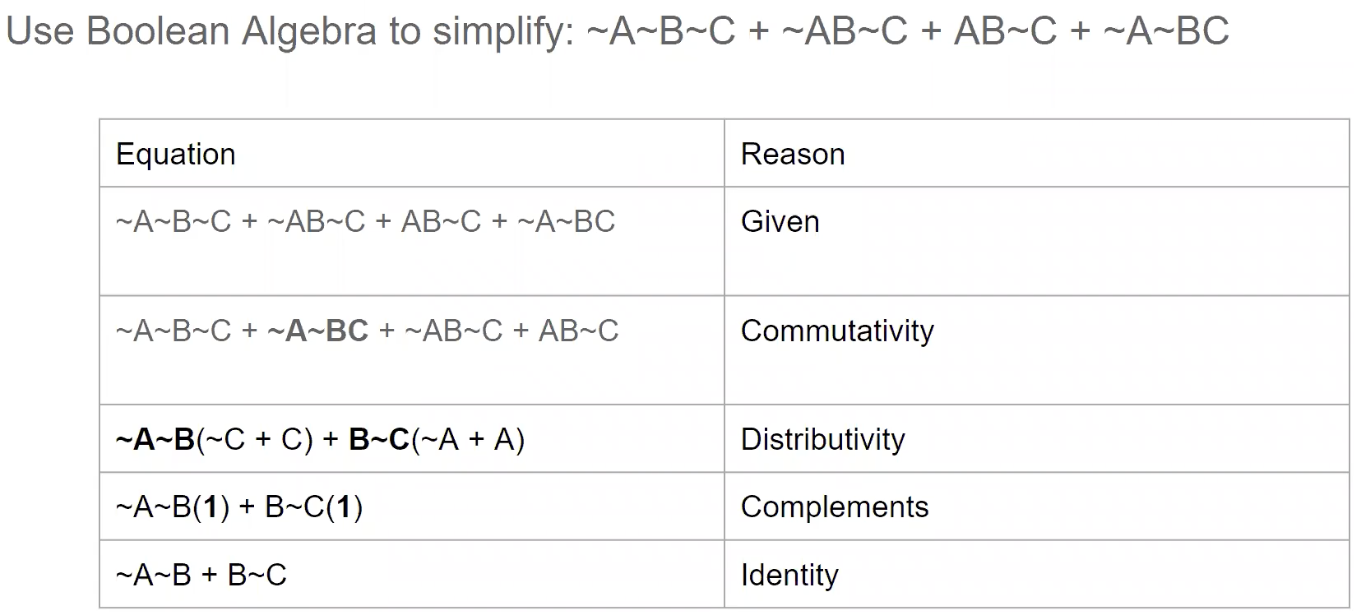 Use Boolean Algebra to simplify: ~A~B~C + ~AB~C + AB~C + ~A~BC
Equation Reason
~A~B~C + ~AB~C + AB~C + ~A~BC Given
~A~B~C + ~A~BC + ~AB~C + AB~C Commutativity
~A~B(~C + C) + B~C(~A + A) Distributivity
~A~B(1) + B~C(1) Complements
~A~B + B~C Identity